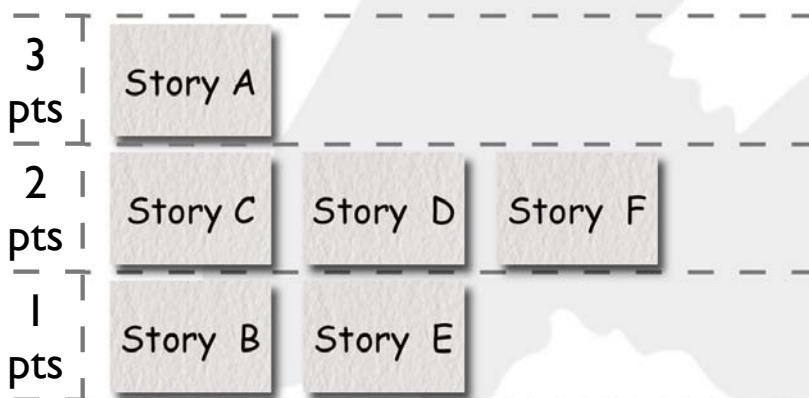 3
pts
Story A
2
pts
Story C
Story D
Story F
1
pts
Story B
Story E